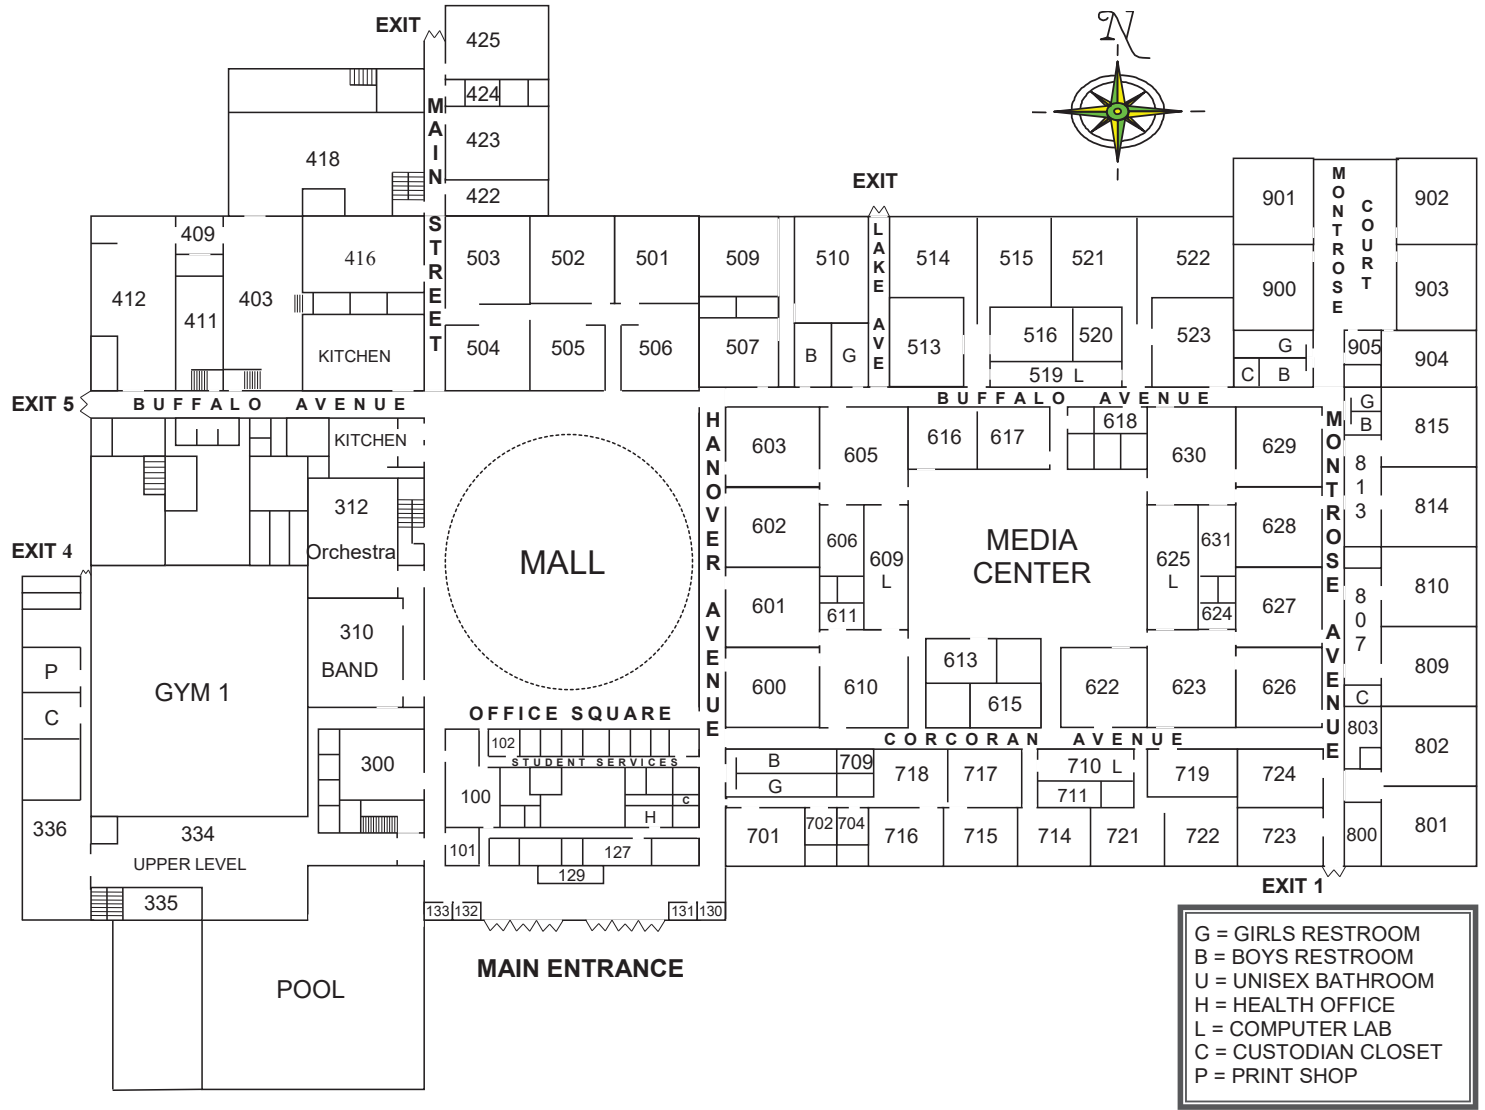 N
EXIT
425
424
MAIN STREET
423
418
422
EXIT
MONTROSE COURT
901
902
409
416
503
502
501
509
510
LAKE AVE
514
515
521
522
412
403
411
900
903
KITCHEN
504
505
506
507
B
G
513
516
520
523
519 L
G
C
B
905
904
EXIT 5
BUFFALO AVENUE
BUFFALO AVENUE
KITCHEN
HANOVER AVENUE
603
605
616
617
618
630
629
MONTROSE AVENUE
G
B
815
312
Orchestra
MALL
602
606
609
L
MEDIA
CENTER
625
L
631
628
813
814
EXIT 4
601
611
624
627
807
810
310
BAND
P
C
GYM 1
600
610
613
615
622
623
626
809
C
OFFICE SQUARE
CORCORAN AVENUE
102
STUDENT SERVICES
300
100
C
H
B
G
709
718
717
710 L
711
719
724
803
802
336
334
UPPER LEVEL
101
127
129
701
702
704
716
715
714
721
722
723
800
801
335
133
132
131
130
EXIT 1
MAIN ENTRANCE
POOL
G = GIRLS RESTROOM
B = BOYS RESTROOM
U = UNISEX BATHROOM
H = HEALTH OFFICE
L = COMPUTER LAB
C = CUSTODIAN CLOSET
P = PRINT SHOP